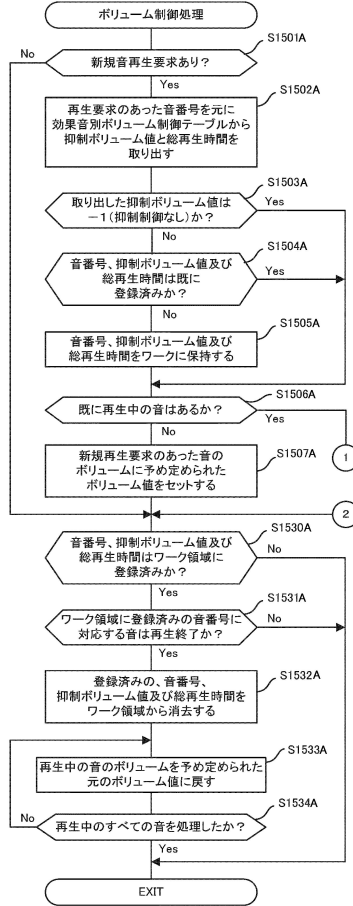 ボリューム制御処理
S1501A
No
新規音再生要求あり?
Yes
S1502A
再生要求のあった音番号を元に
効果音別ボリューム制御テーブルから
抑制ボリューム値と総再生時間を
取り出す
S1503A
取り出した抑制ボリューム値は
-1(抑制制御なし)か?
Yes
No
S1504A
音番号、抑制ボリューム値及び
総再生時間は既に
登録済みか?
Yes
No
S1505A
音番号、抑制ボリューム値及び
総再生時間をワークに保持する
S1506A
既に再生中の音はあるか?
Yes
No
1
S1507A
新規再生要求のあった音の
ボリュームに予め定められた
ボリューム値をセットする
2
S1530A
音番号、抑制ボリューム値及び
総再生時間はワーク領域に
登録済みか?
No
Yes
S1531A
ワーク領域に登録済みの音番号に
対応する音は再生終了か?
No
Yes
S1532A
登録済みの、音番号、
抑制ボリューム値及び総再生時間を
ワーク領域から消去する
S1533A
再生中の音のボリュームを予め定められた
元のボリューム値に戻す
S1534A
No
再生中のすべての音を処理したか?
Yes
EXIT